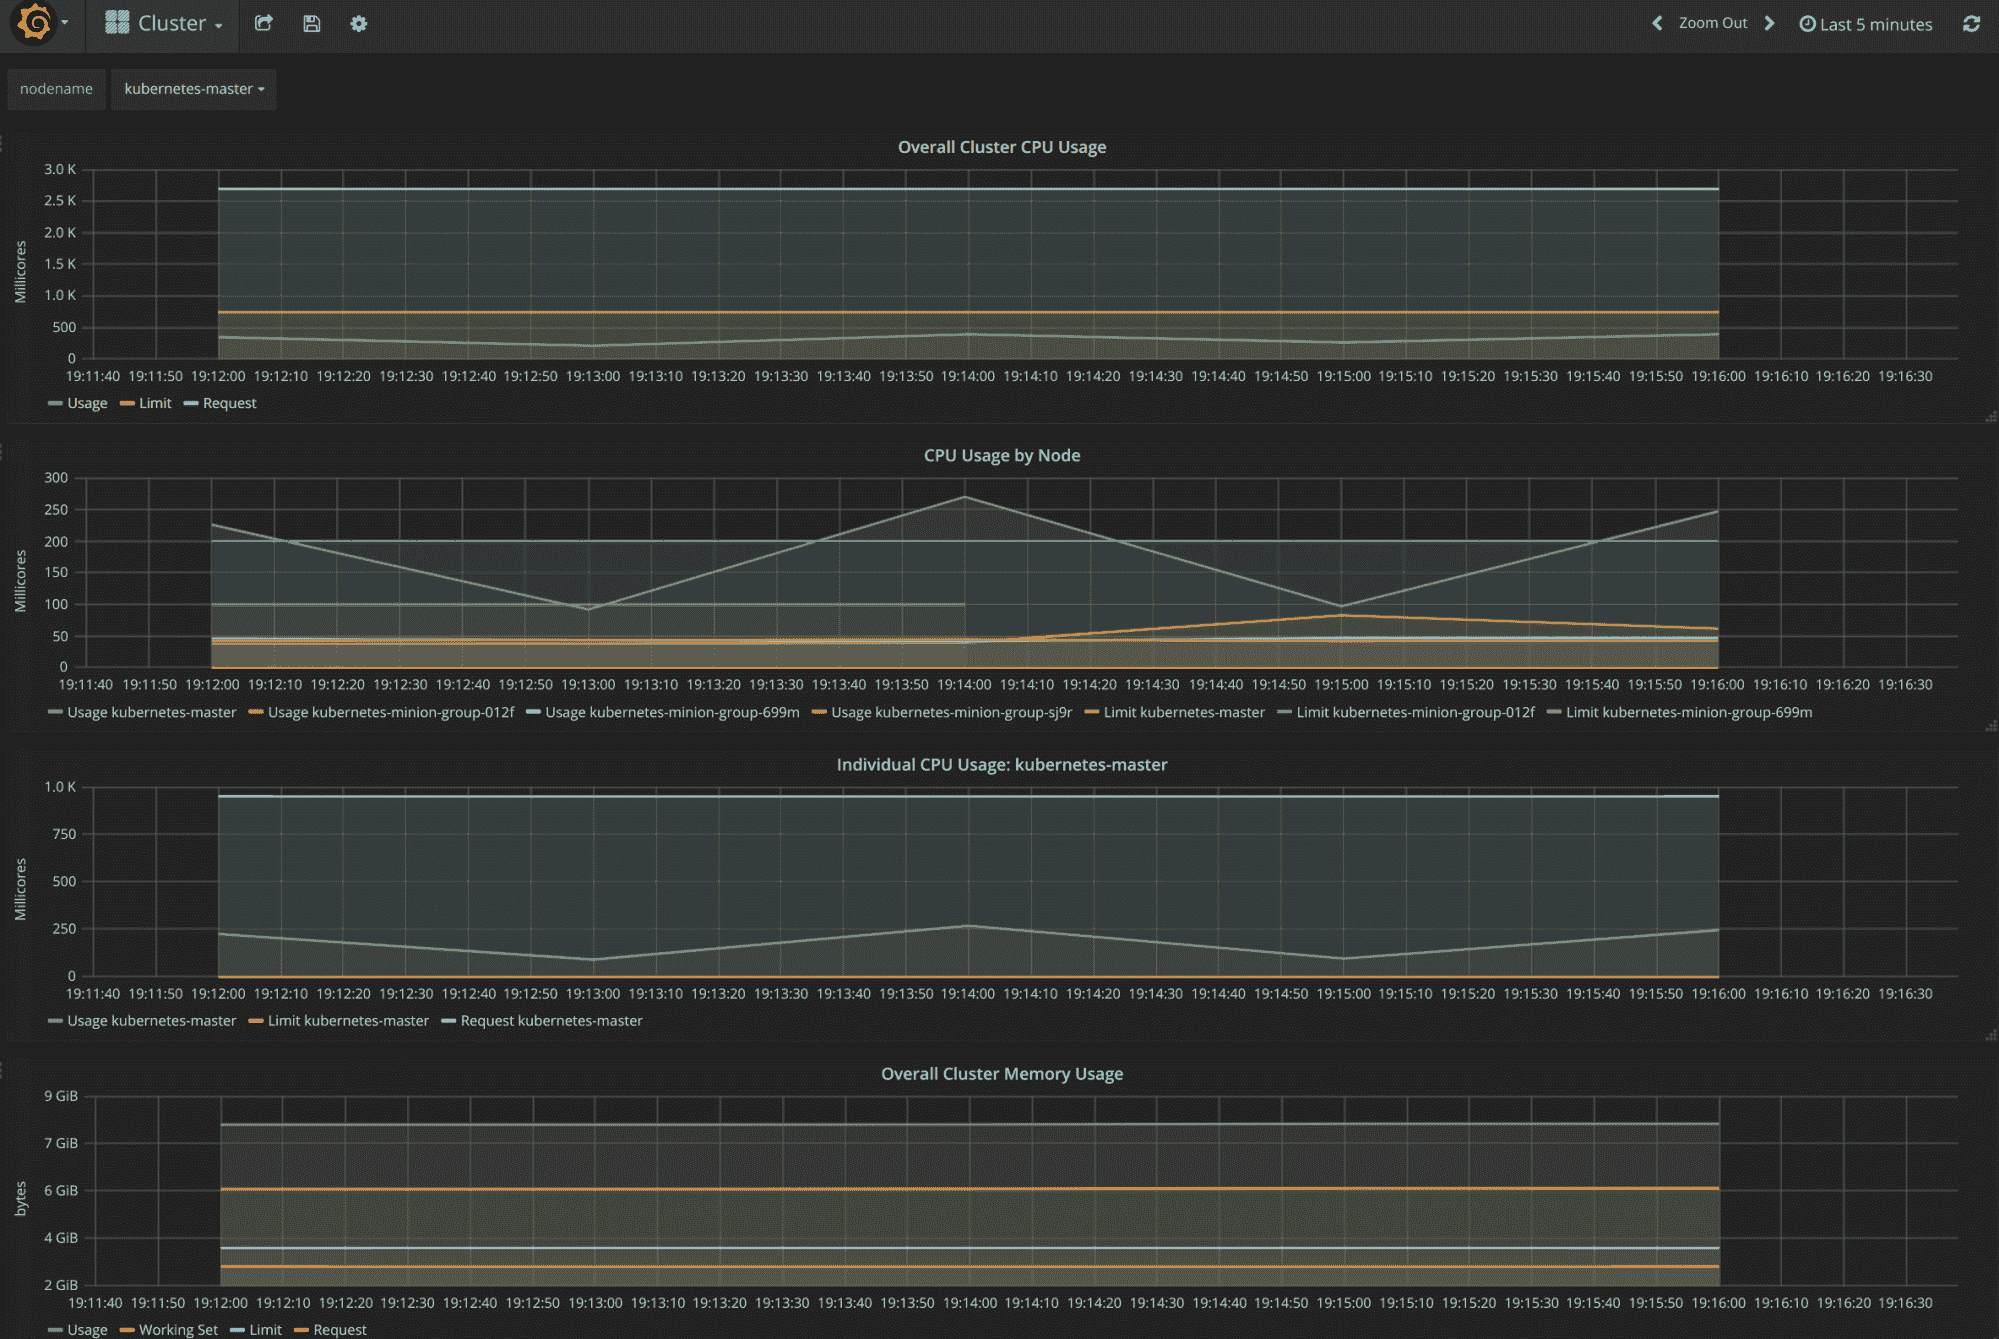 Cluster
Zoom Out
Last 5 minutes
nodename kubernetes-master
Overall Cluster CPU Usage
Millicores
3.0 K
2.5 K
2.0 K
1.5 K
1.0 K
500
0
19:11:40 19:11:50 19:12:00 19:12:10 19:12:20 19:12:30 19:12:40 19:12:50 19:13:00 19:13:10 19:13:20 19:13:30 19:13:40 19:13:50 19:14:00 19:14:10 19:14:20 19:14:30 19:14:40 19:14:50 19:15:00 19:15:10 19:15:20 19:15:30 19:15:40 19:15:50 19:16:00 19:16:10 19:16:20 19:16:30
Usage Limit Request
CPU Usage by Node
Millicores
300
250
200
150
100
50
0
19:11:40 19:11:50 19:12:00 19:12:10 19:12:20 19:12:30 19:12:40 19:12:50 19:13:00 19:13:10 19:13:20 19:13:30 19:13:40 19:13:50 19:14:00 19:14:10 19:14:20 19:14:30 19:14:40 19:14:50 19:15:00 19:15:10 19:15:20 19:15:30 19:15:40 19:15:50 19:16:00 19:16:10 19:16:20 19:16:30
Usage kubernetes-master Usage kubernetes-minion-group-012f Usage kubernetes-minion-group-699m Usage kubernetes-minion-group-sj9r Limit kubernetes-master Limit kubernetes-minion-group-012f Limit kubernetes-minion-group-699m
Individual CPU Usage: kubernetes-master
Millicores
1.0 K
750
500
250
0
19:11:40 19:11:50 19:12:00 19:12:10 19:12:20 19:12:30 19:12:40 19:12:50 19:13:00 19:13:10 19:13:20 19:13:30 19:13:40 19:13:50 19:14:00 19:14:10 19:14:20 19:14:30 19:14:40 19:14:50 19:15:00 19:15:10 19:15:20 19:15:30 19:15:40 19:15:50 19:16:00 19:16:10 19:16:20 19:16:30
Usage kubernetes-master Limit kubernetes-master Request kubernetes-master
Overall Cluster Memory Usage
bytes
9 GiB
7 GiB
6 GiB
4 GiB
2 GiB
19:11:40 19:11:50 19:12:00 19:12:10 19:12:20 19:12:30 19:12:40 19:12:50 19:13:00 19:13:10 19:13:20 19:13:30 19:13:40 19:13:50 19:14:00 19:14:10 19:14:20 19:14:30 19:14:40 19:14:50 19:15:00 19:15:10 19:15:20 19:15:30 19:15:40 19:15:50 19:16:00 19:16:10 19:16:20 19:16:30
Usage Working Set Limit Request